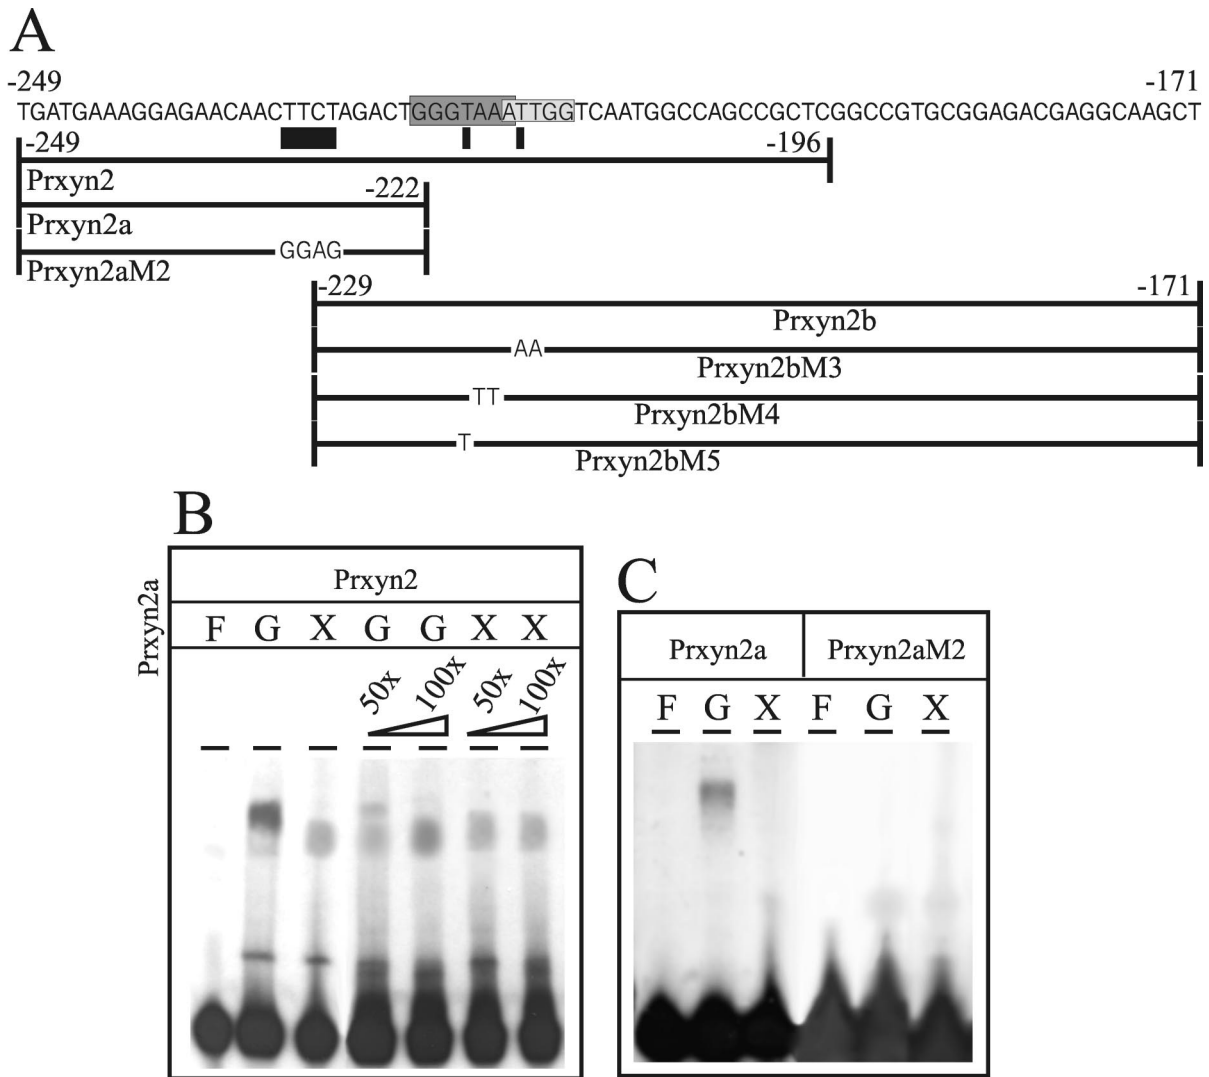 A
-249 -171
TGATGAAAGGAGAACAACTTCTAGACTGGGTAAATTGGTCAATGGCCAGCCGCTCGGCCGTGCGGAGACGAGGCAAGCT
-249 -196
Prxyn2
-222
Prxyn2a
GGAG
Prxyn2aM2
-229 -171
Prxyn2b
AA
Prxyn2bM3
TT
Prxyn2bM4
T
Prxyn2bM5
B
Prxyn2
Prxyn2a
F G X G G X X
50x 100x 50x 100x
C
Prxyn2a Prxyn2aM2
F G X F G X